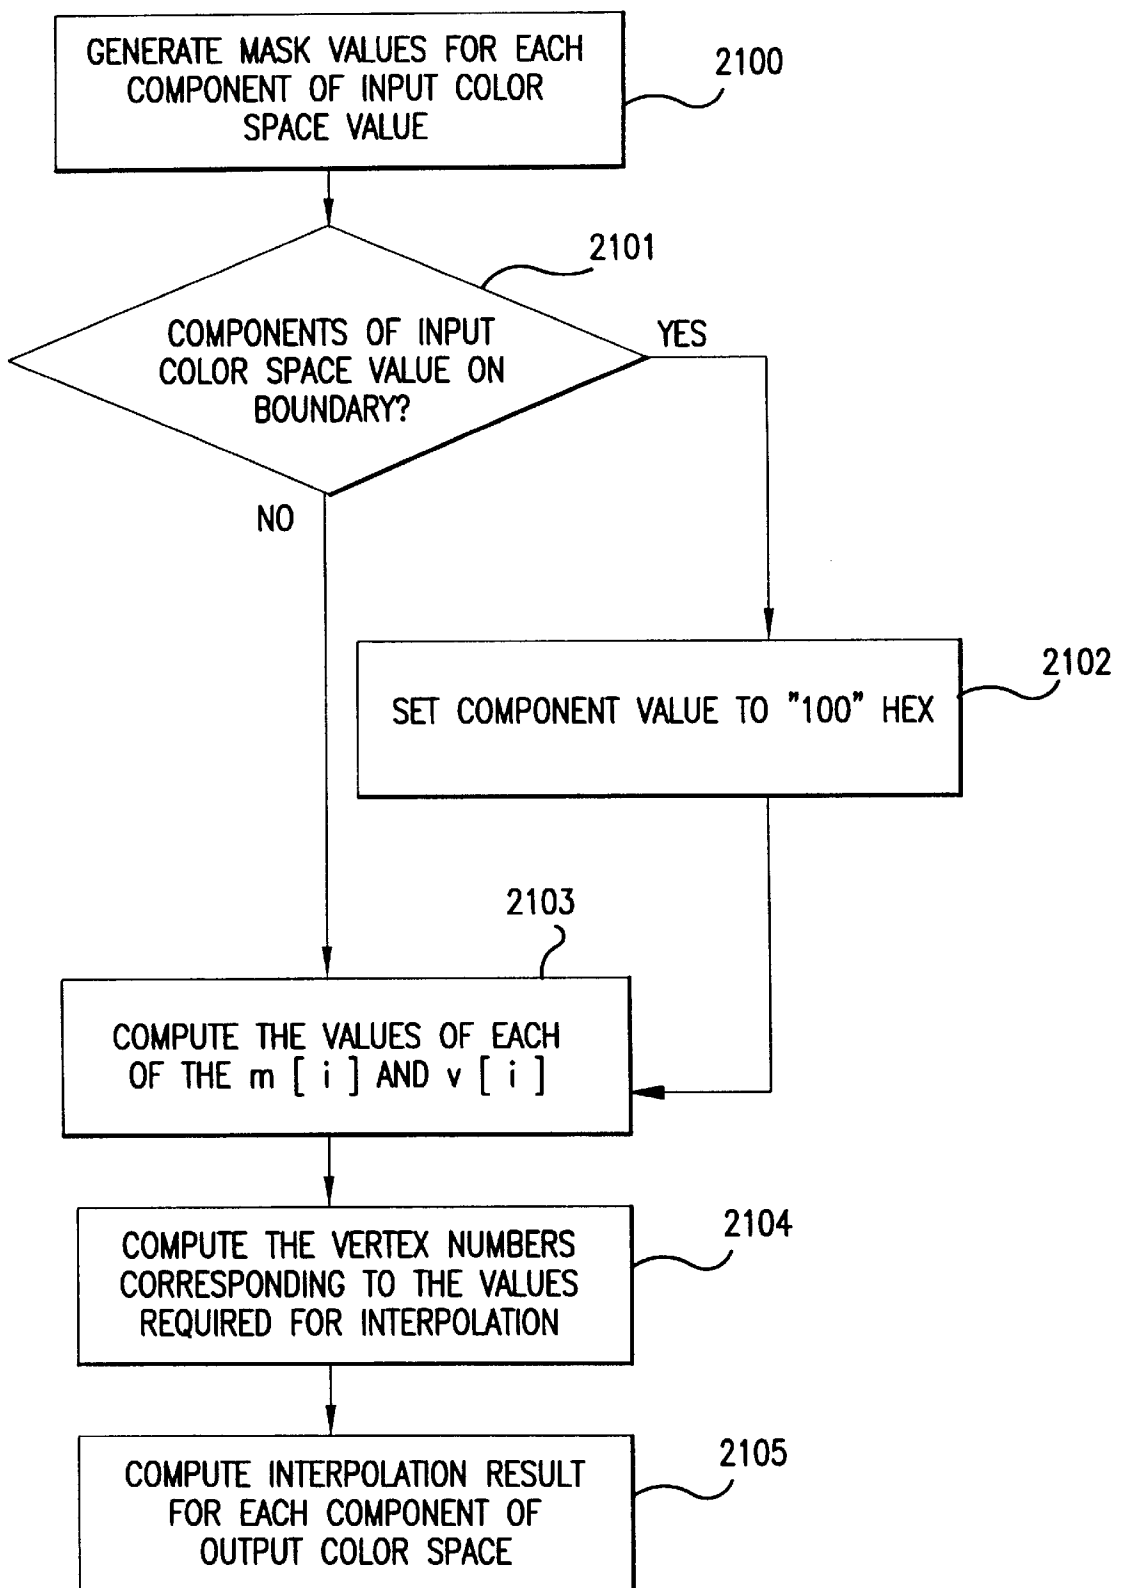 GENERATE MASK VALUES FOR EACH
COMPONENT OF INPUT COLOR
SPACE VALUE
2100
2101
COMPONENTS OF INPUT
COLOR SPACE VALUE ON
BOUNDARY?
YES
NO
2102
SET COMPONENT VALUE TO "100" HEX
2103
COMPUTE THE VALUES OF EACH
OF THE m [ i ] AND v [ i ]
2104
COMPUTE THE VERTEX NUMBERS
CORRESPONDING TO THE VALUES
REQUIRED FOR INTERPOLATION
2105
COMPUTE INTERPOLATION RESULT
FOR EACH COMPONENT OF
OUTPUT COLOR SPACE